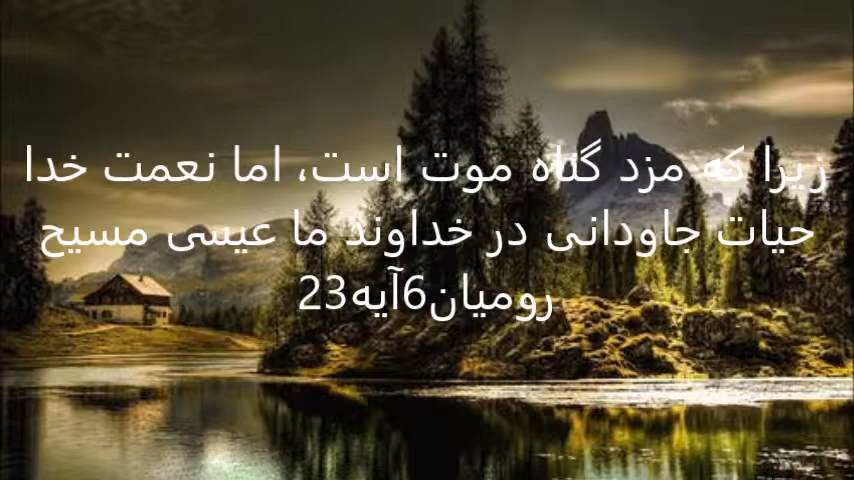 زیرا که مزد گناه موت است، اما نعمت خدا
حیات جاودانی در خداوند ما عیسی مسیح
رومیان6آیه23